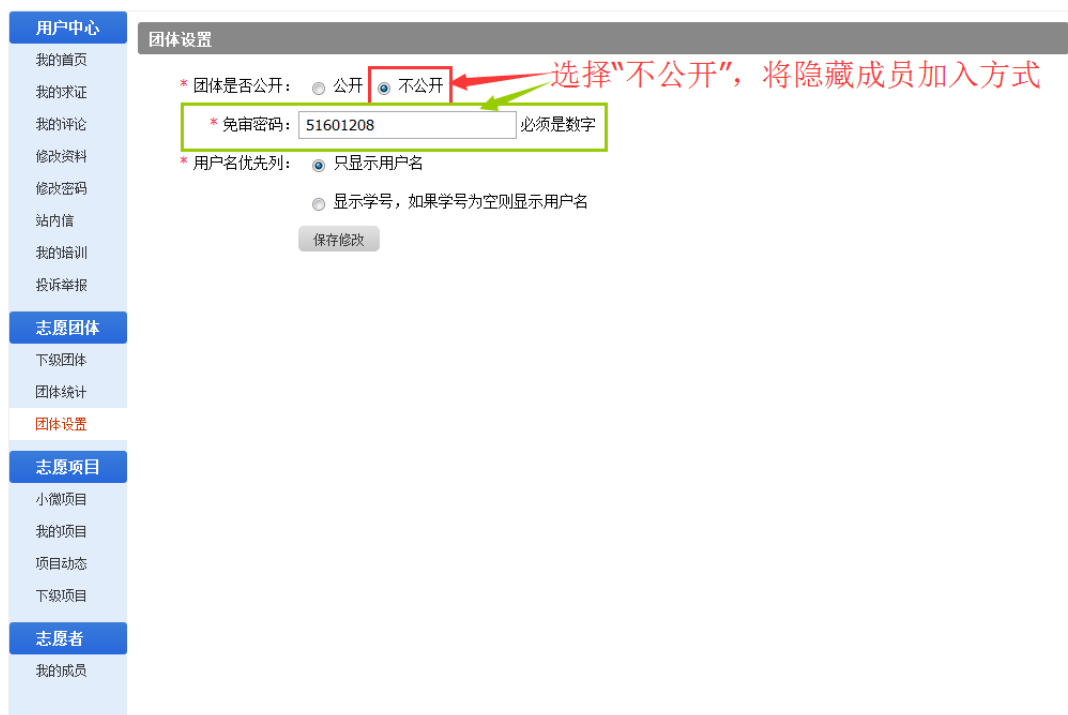 用户中心
我的首页
我的求证
我的评论
修改资料
修改密码
站内信
我的培训
投诉举报
志愿团体
下级团体
团体统计
团体设置
志愿项目
小微项目
我的项目
项目动态
下级项目
志愿者
我的成员
团体设置
* 团体是否公开： 公开 不公开
选择“不公开”，将隐藏成员加入方式
* 免审密码： 51601208 必须是数字
* 用户名优先列： 只显示用户名
显示学号，如果学号为空则显示用户名
保存修改